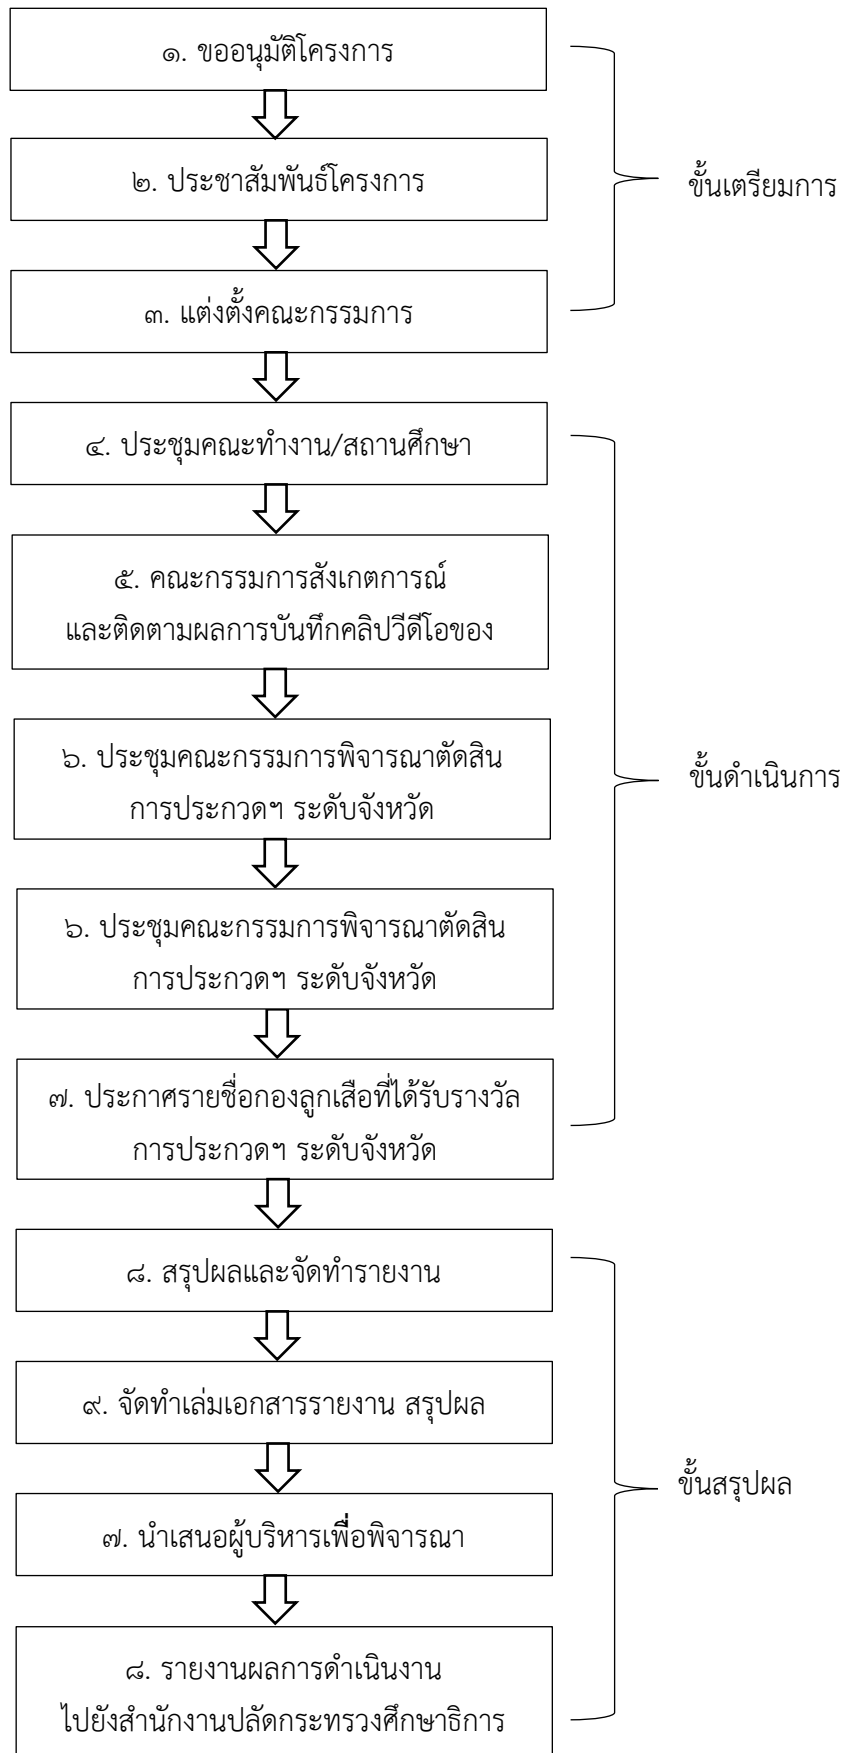 ๑. ขออนุมัติโครงการ
๒. ประชาสัมพันธ์โครงการ
ขั้นเตรียมการ
๓. แต่งตั้งคณะกรรมการ
๔. ประชุมคณะทำงาน/สถานศึกษา
๕. คณะกรรมการสังเกตการณ์
และติดตามผลการบันทึกคลิปวีดีโอของ
๖. ประชุมคณะกรรมการพิจารณาตัดสิน
การประกวดฯ ระดับจังหวัด
ขั้นดำเนินการ
๖. ประชุมคณะกรรมการพิจารณาตัดสิน
การประกวดฯ ระดับจังหวัด
๗. ประกาศรายชื่อกองลูกเสือที่ได้รับรางวัล
การประกวดฯ ระดับจังหวัด
๘. สรุปผลและจัดทำรายงาน
๙. จัดทำเล่มเอกสารรายงาน สรุปผล
ขั้นสรุปผล
๗. นำเสนอผู้บริหารเพื่อพิจารณา
๘. รายงานผลการดำเนินงาน
ไปยังสำนักงานปลัดกระทรวงศึกษาธิการ